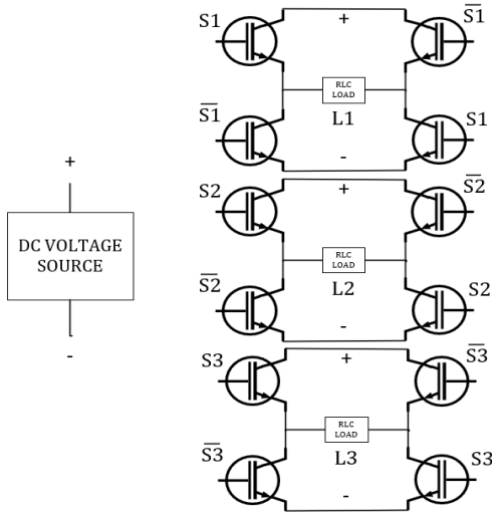 S1
+
S̅1̅
RLC
LOAD
S̅1̅
L1
S1
-
+
DC VOLTAGE
SOURCE
-
S2
+
S̅2̅
RLC
LOAD
S̅2̅
L2
S2
-
S3
+
S̅3̅
RLC
LOAD
S̅3̅
L3
S3
-